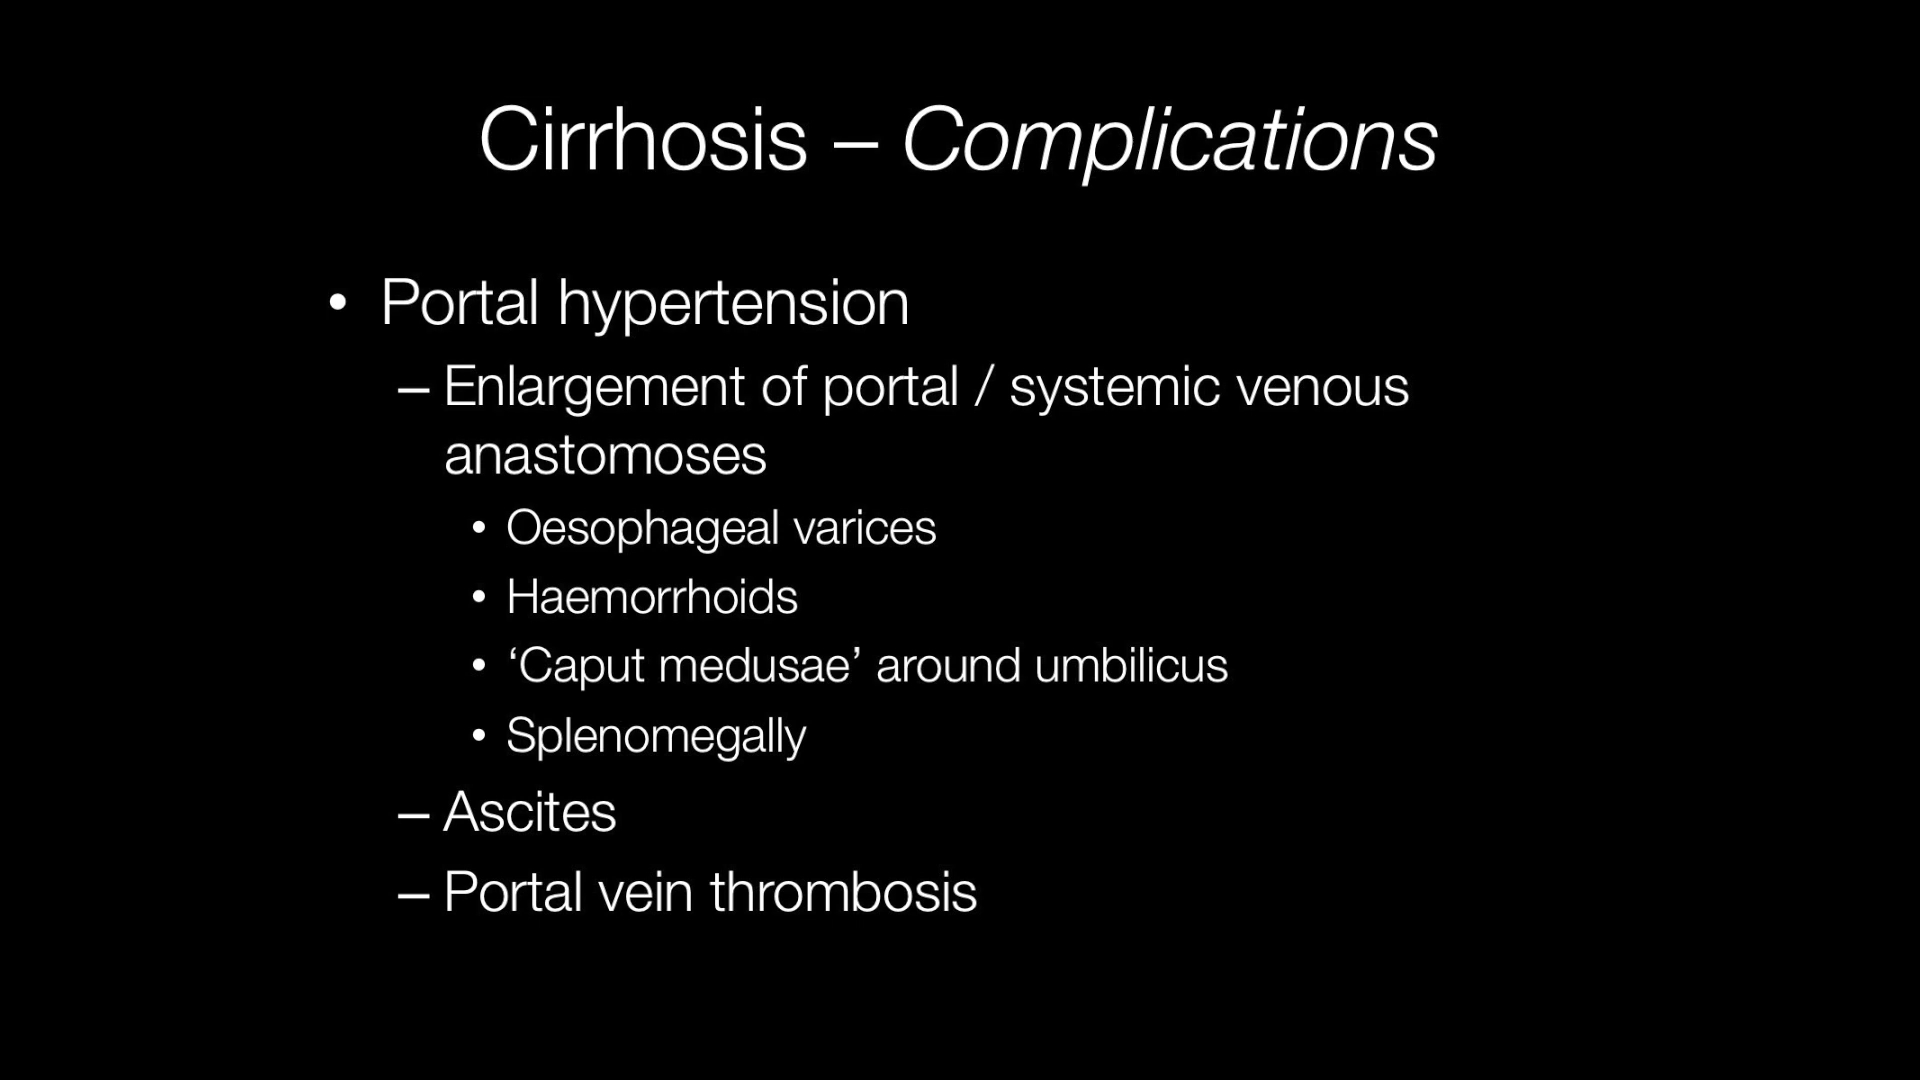 Cirrhosis – Complications
• Portal hypertension
– Enlargement of portal / systemic venous
anastomoses
• Oesophageal varices
• Haemorrhoids
• ‘Caput medusae’ around umbilicus
• Splenomegally
– Ascites
– Portal vein thrombosis